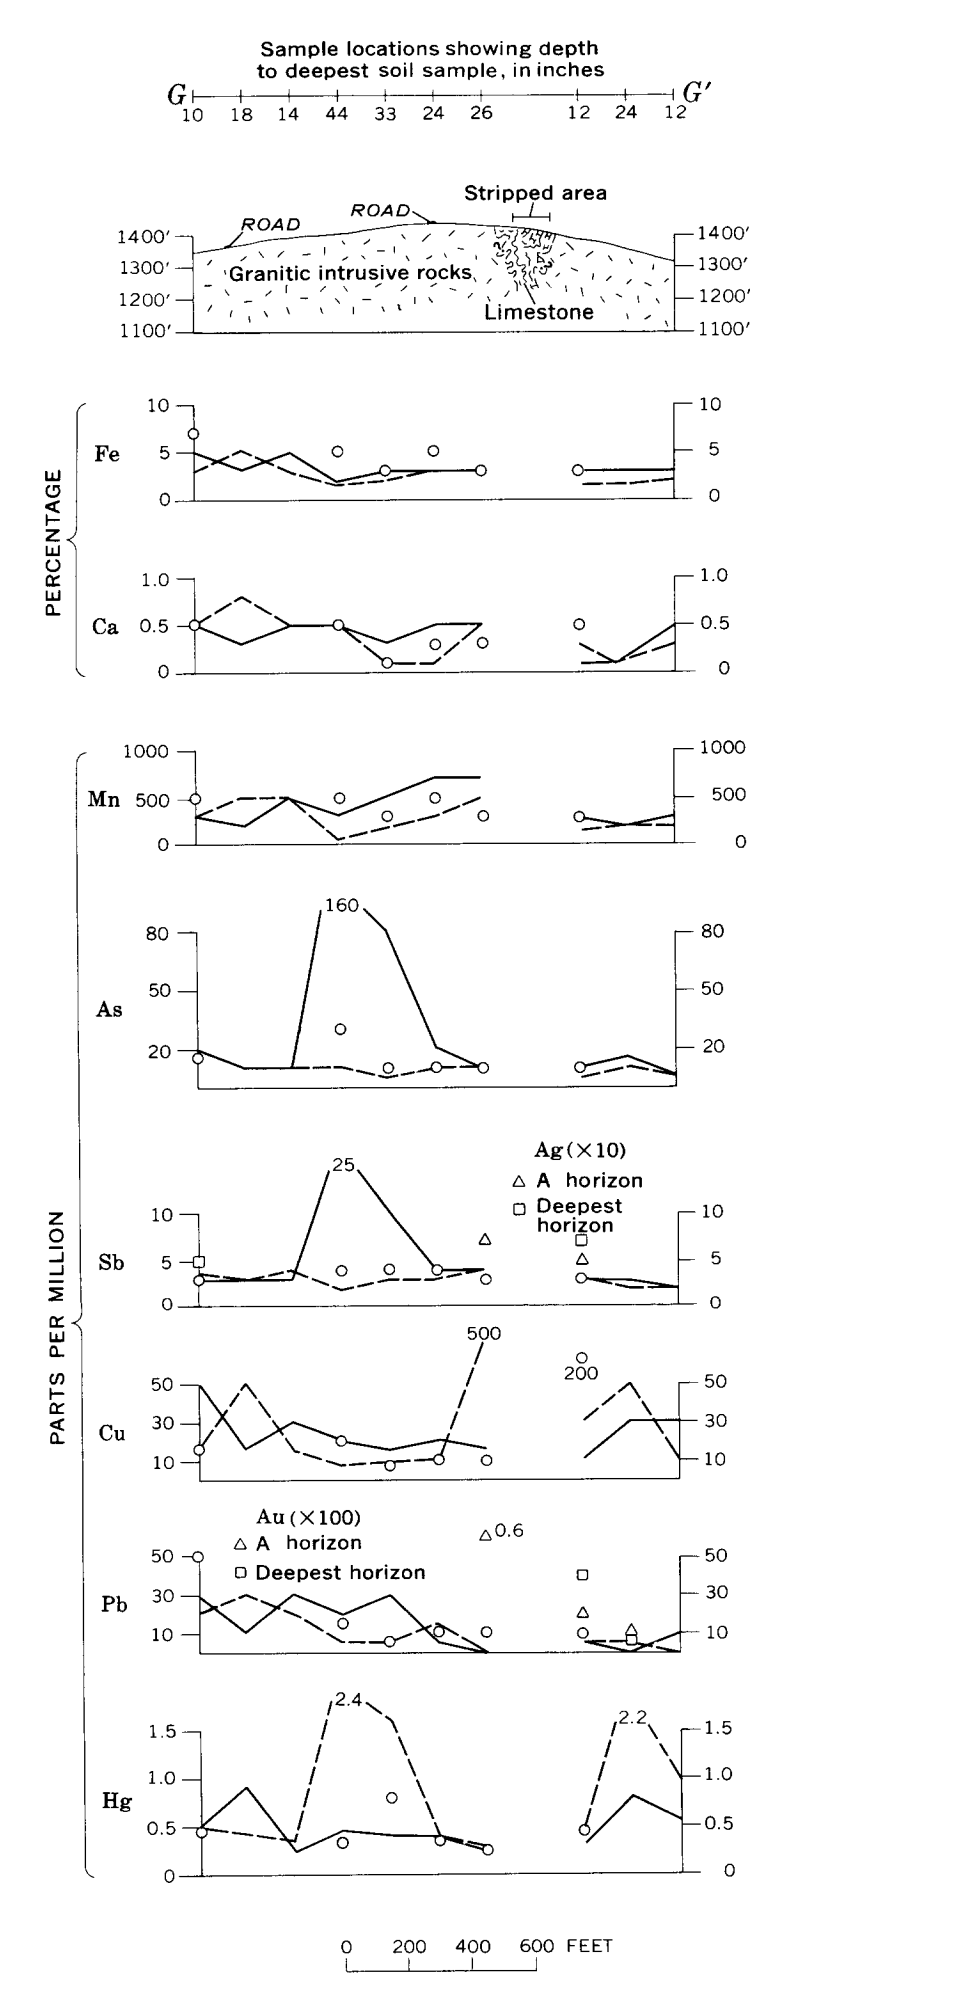 Sample locations showing depth
to deepest soil sample, in inches
G G′
10 18 14 44 33 24 26 12 24 12
Stripped area
ROAD ROAD
1400′ 1400′
1300′ Granitic intrusive rocks 1300′
1200′ 1200′
Limestone
1100′ 1100′
PERCENTAGE
10 10
Fe 5 5
0 0
1.0 1.0
Ca 0.5 0.5
0 0
PARTS PER MILLION
1000 1000
Mn 500 500
0 0
160
80 80
50 50
As
20 20
Ag (×10)
25
△ A horizon
□ Deepest
horizon
10 10
Sb 5 5
0 0
500
200
50 50
30 30
Cu
10 10
Au (×100)
△ A horizon
□ Deepest horizon
0.6
50 50
30 30
Pb
10 10
2.4
2.2
1.5 1.5
1.0 1.0
Hg
0.5 0.5
0 0
0 200 400 600 FEET